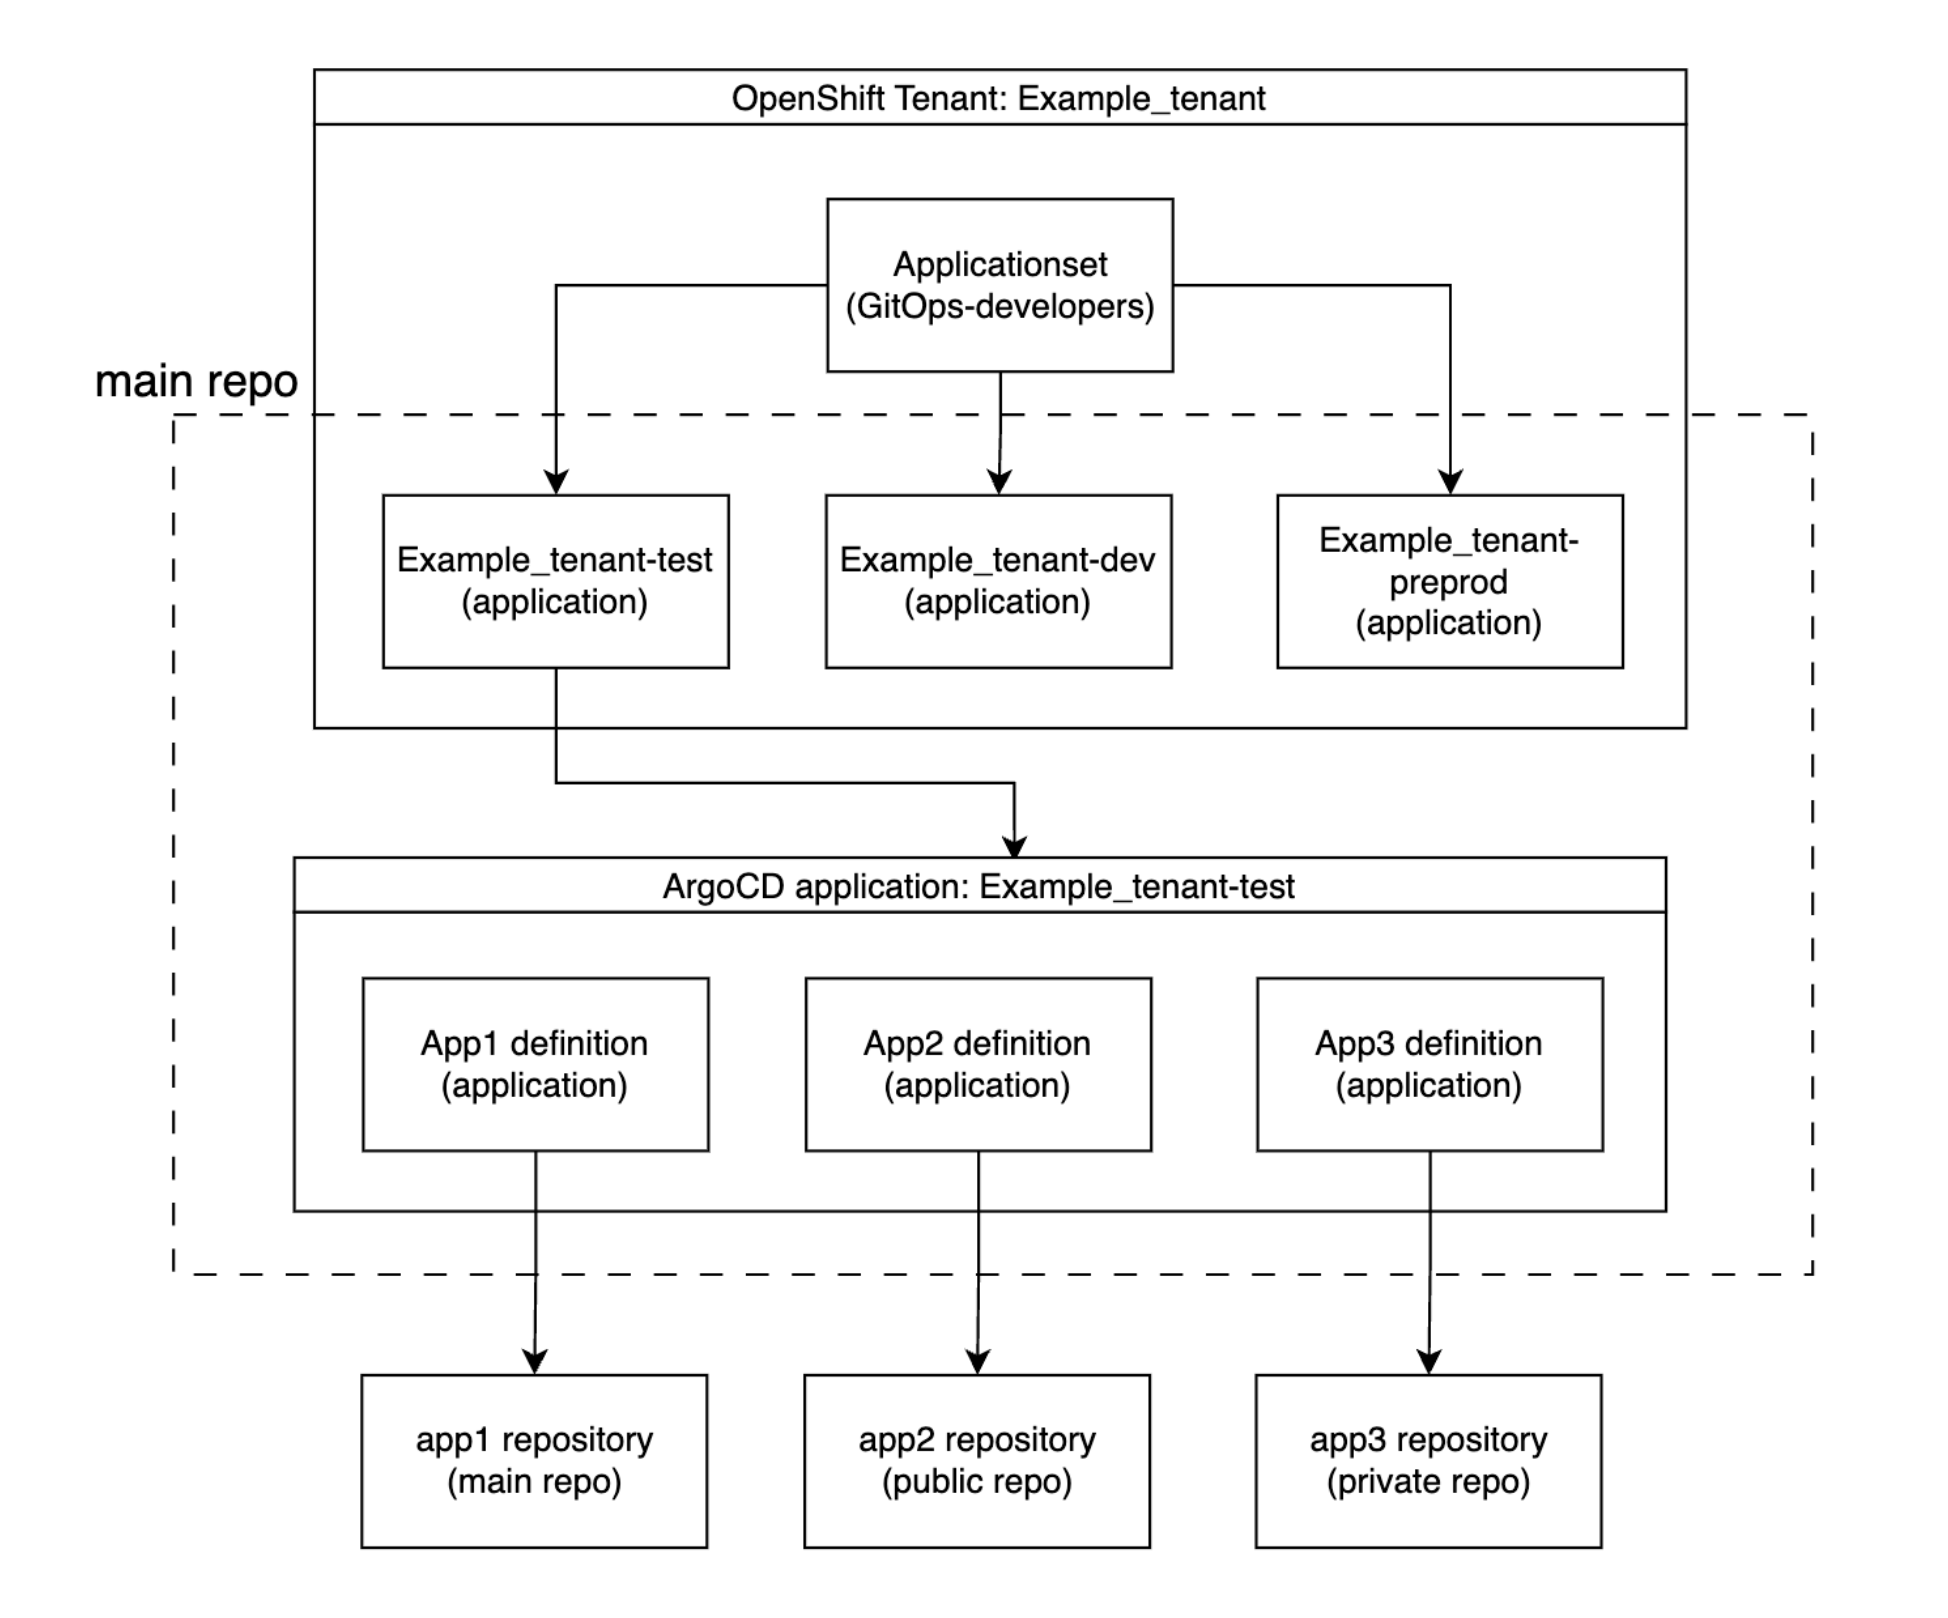 OpenShift Tenant: Example_tenant
Applicationset
(GitOps-developers)
main repo
Example_tenant-test
(application)
Example_tenant-dev
(application)
Example_tenant-
preprod
(application)
ArgoCD application: Example_tenant-test
App1 definition
(application)
App2 definition
(application)
App3 definition
(application)
app1 repository
(main repo)
app2 repository
(public repo)
app3 repository
(private repo)